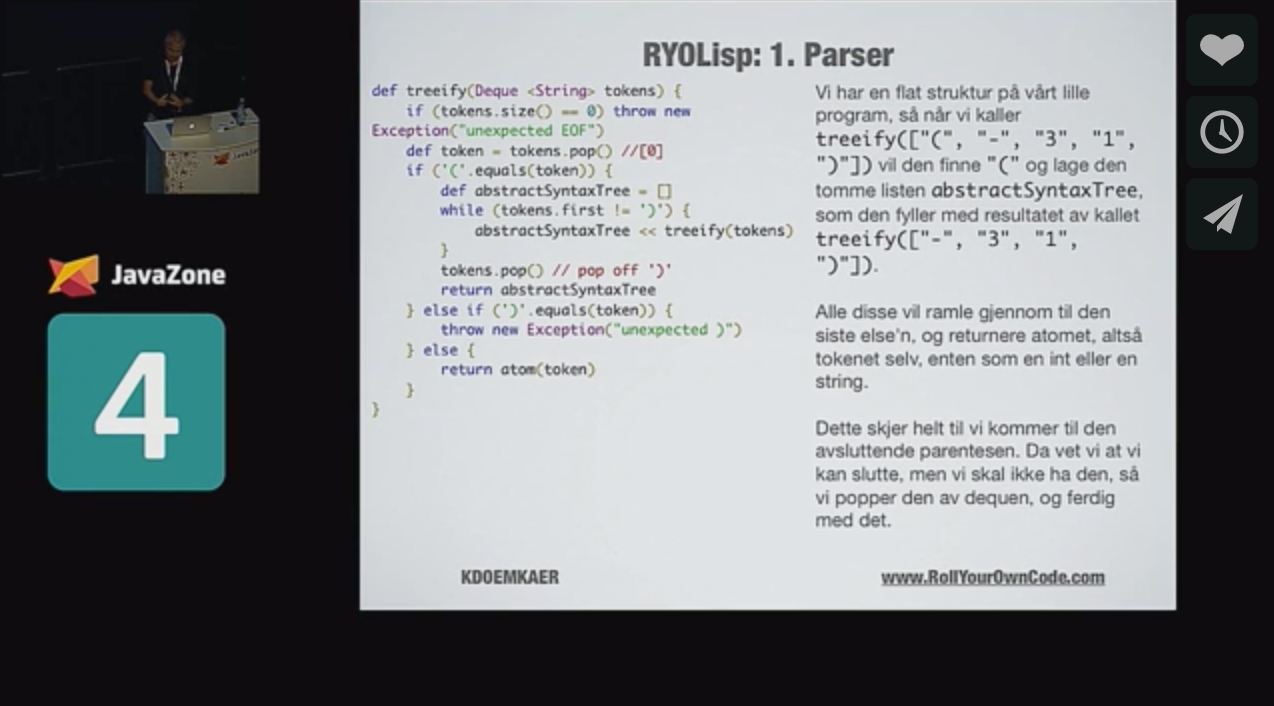 RYOLisp: 1. Parser
def treeify(Deque <String> tokens) {
if (tokens.size() == 0) throw new
Exception("unexpected EOF")
def token = tokens.pop() //[0]
if ('('.equals(token)) {
def abstractSyntaxTree = []
while (tokens.first != ')') {
abstractSyntaxTree << treeify(tokens)
}
tokens.pop() // pop off ')'
return abstractSyntaxTree
} else if (')'.equals(token)) {
throw new Exception("unexpected )")
} else {
return atom(token)
}
}
Vi har en flat struktur på vårt lille
program, så når vi kaller
treeify(["(", "-", "3", "1",
")"]) vil den finne "(" og lage den
tomme listen abstractSyntaxTree,
som den fyller med resultatet av kallet
treeify(["-", "3", "1",
")"]).
Alle disse vil ramle gjennom til den
siste else'n, og returnere atomet, altså
tokenet selv, enten som en int eller en
string.
Dette skjer helt til vi kommer til den
avsluttende parentesen. Da vet vi at vi
kan slutte, men vi skal ikke ha den, så
vi popper den av dequen, og ferdig
med det.
KDOEMKAER
www.RollYourOwnCode.com
JavaZone
4